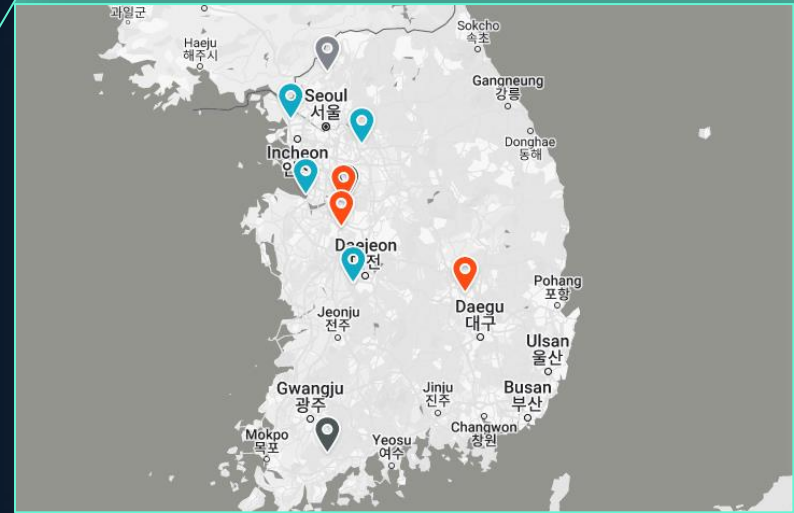 과일군
Sokcho
속초
Haeju
해주시
Gangneung
강릉
Seoul
서울
Donghae
동해
Incheon
Daejeon
전
Pohang
포항
Daegu
대구
Jeonju
전주
Ulsan
울산
Gwangju
광주
Jinju
진주
Busan
부산
Changwon
창원
Mokpo
목포
Yeosu
여수